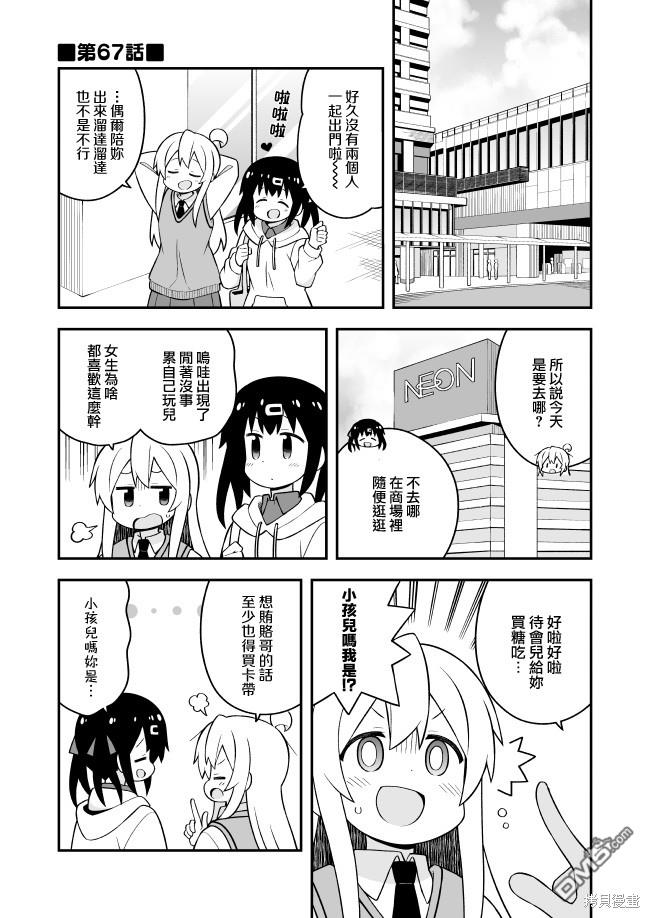 ■第67話■
好久沒有兩個人
一起出門啦~~
啦啦啦
…偶爾陪妳
出來溜達溜達
也不是不行
所以說今天
是要去哪?
NEON
不去哪
在商場裡
隨便逛逛
嗚哇出現了
閒著沒事
累自己玩兒
女生為啥
都喜歡這麼幹
好啦好啦
待會兒給妳
買糖吃…
小孩兒嗎我是!?
想賄賂哥的話
至少也得買卡帶
小孩兒嗎妳是…
DM5.com
拷貝漫畫